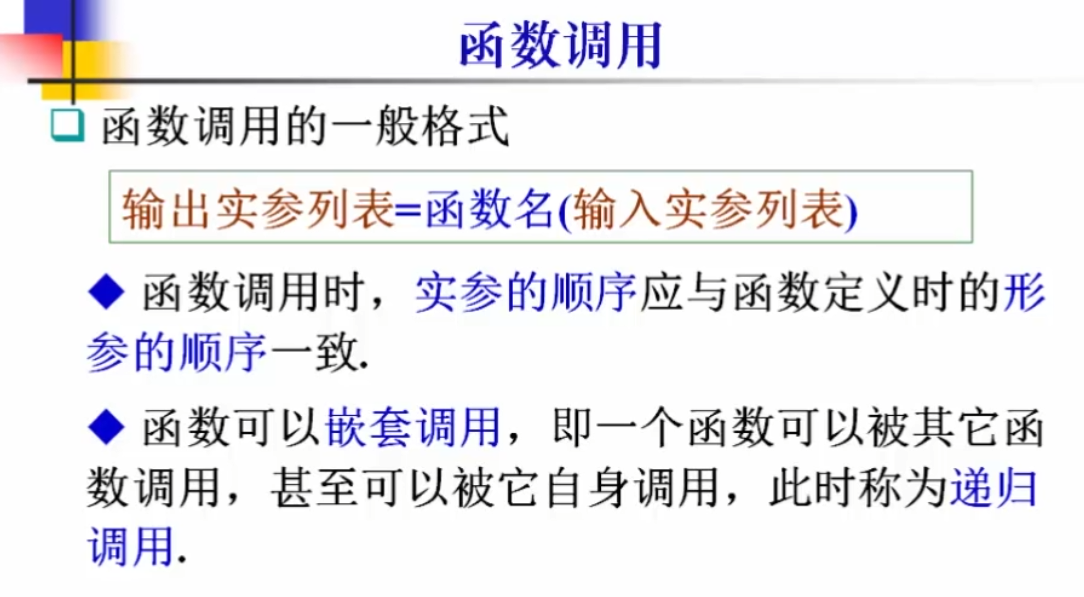 函数调用
函数调用的一般格式
输出实参列表=函数名(输入实参列表)
函数调用时，实参的顺序应与函数定义时的形
参的顺序一致.
函数可以嵌套调用，即一个函数可以被其它函
数调用，甚至可以被它自身调用，此时称为递归
调用.